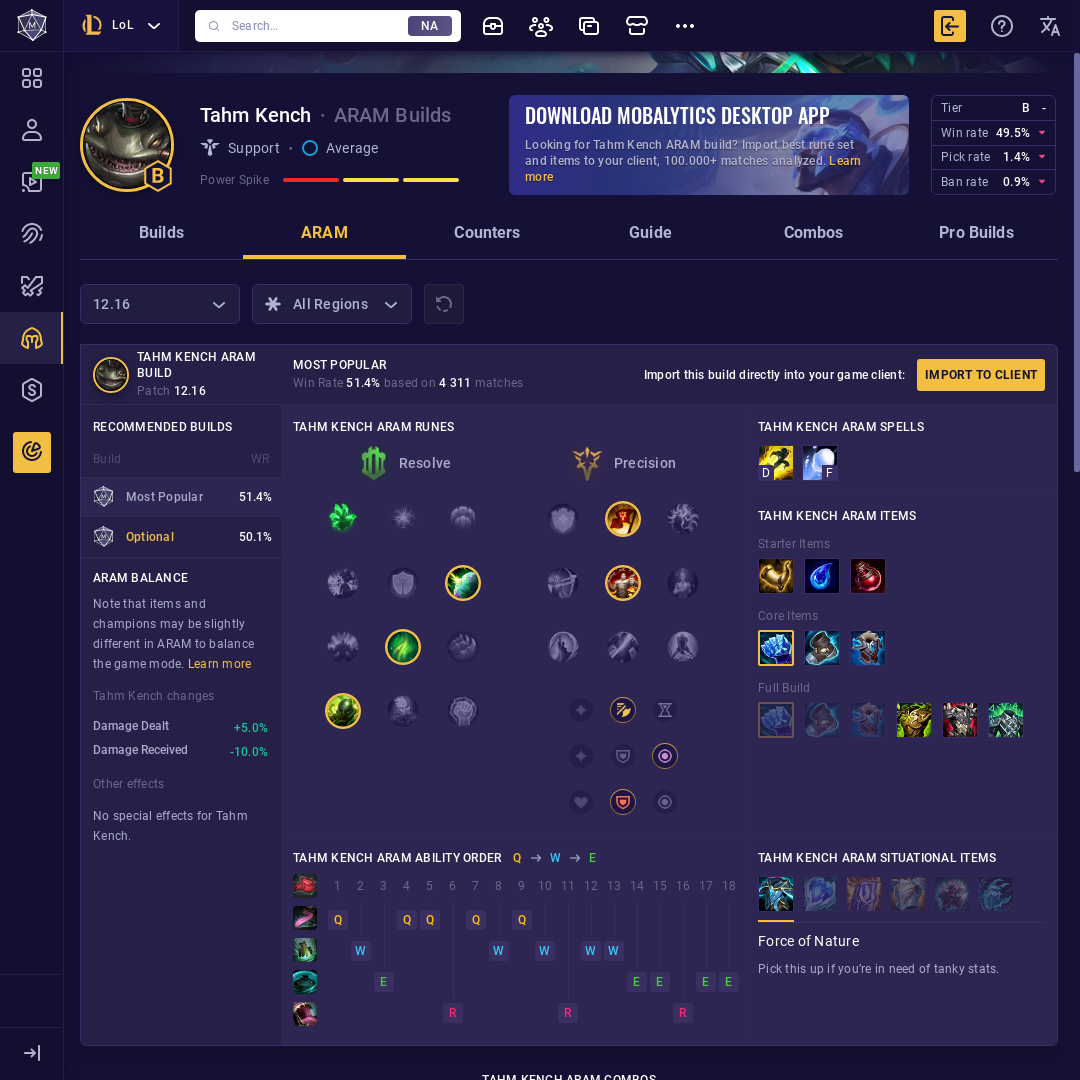 LoL
Search...
NA
NEW
Tahm Kench · ARAM Builds
Support · Average
Power Spike
B
DOWNLOAD MOBALYTICS DESKTOP APP
Looking for Tahm Kench ARAM build? Import best rune set
and items to your client, 100.000+ matches analyzed. Learn
more
Tier B -
Win rate 49.5%
Pick rate 1.4%
Ban rate 0.9%
Builds ARAM Counters Guide Combos Pro Builds
12.16
All Regions
TAHM KENCH ARAM
BUILD
Patch 12.16
MOST POPULAR
Win Rate 51.4% based on 4 311 matches
Import this build directly into your game client:
IMPORT TO CLIENT
RECOMMENDED BUILDS
Build WR
Most Popular 51.4%
Optional 50.1%
ARAM BALANCE
Note that items and
champions may be slightly
different in ARAM to balance
the game mode. Learn more
Tahm Kench changes
Damage Dealt +5.0%
Damage Received -10.0%
Other effects
No special effects for Tahm
Kench.
TAHM KENCH ARAM RUNES
Resolve
Precision
TAHM KENCH ARAM SPELLS
D F
TAHM KENCH ARAM ITEMS
Starter Items
Core Items
Full Build
TAHM KENCH ARAM ABILITY ORDER Q → W → E
1 2 3 4 5 6 7 8 9 10 11 12 13 14 15 16 17 18
Q Q Q Q Q
W W W W W
E E E E E
R R R
TAHM KENCH ARAM SITUATIONAL ITEMS
Force of Nature
Pick this up if you're in need of tanky stats.
TAHM KENCH ARAM COMBOS